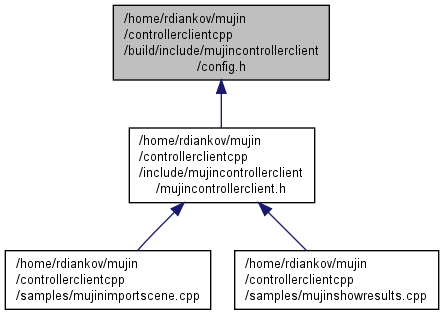 /home/rdiankov/mujin
/controllerclientcpp
/build/include/mujincontrollerclient
/config.h
/home/rdiankov/mujin
/controllerclientcpp
/include/mujincontrollerclient
/mujincontrollerclient.h
/home/rdiankov/mujin
/controllerclientcpp
/samples/mujinimportscene.cpp
/home/rdiankov/mujin
/controllerclientcpp
/samples/mujinshowresults.cpp